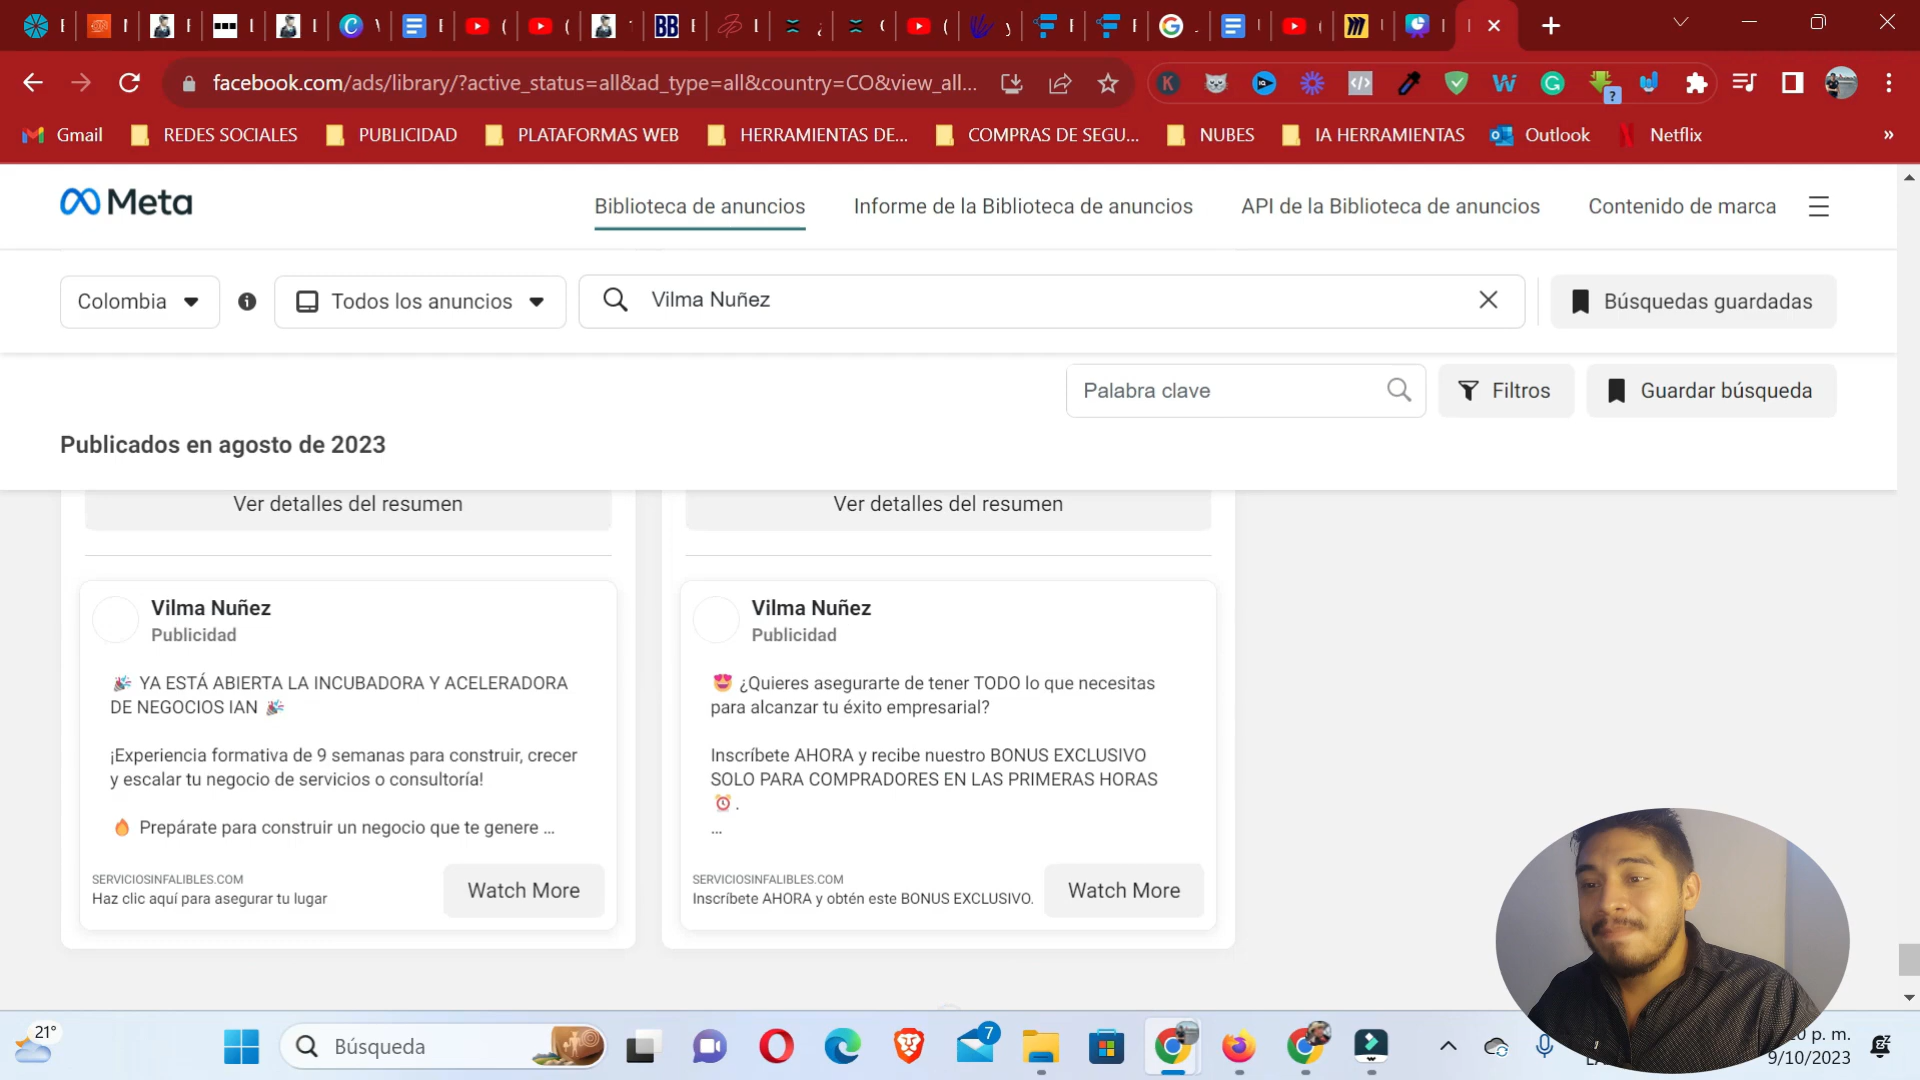 facebook.com/ads/library/?active_status=all&ad_type=all&country=CO&view_all...
Gmail
REDES SOCIALES
PUBLICIDAD
PLATAFORMAS WEB
HERRAMIENTAS DE...
COMPRAS DE SEGU...
NUBES
IA HERRAMIENTAS
Outlook
Netflix
»
Meta
Biblioteca de anuncios
Informe de la Biblioteca de anuncios
API de la Biblioteca de anuncios
Contenido de marca
Colombia
Todos los anuncios
Vilma Nuñez
Búsquedas guardadas
Palabra clave
Filtros
Guardar búsqueda
Publicados en agosto de 2023
Ver detalles del resumen
Ver detalles del resumen
Vilma Nuñez
Publicidad
🎉 YA ESTÁ ABIERTA LA INCUBADORA Y ACELERADORA
DE NEGOCIOS IAN 🎉
¡Experiencia formativa de 9 semanas para construir, crecer
y escalar tu negocio de servicios o consultoría!
🔥 Prepárate para construir un negocio que te genere ...
SERVICIOSINFALIBLES.COM
Haz clic aquí para asegurar tu lugar
Watch More
Vilma Nuñez
Publicidad
😍 ¿Quieres asegurarte de tener TODO lo que necesitas
para alcanzar tu éxito empresarial?
Inscríbete AHORA y recibe nuestro BONUS EXCLUSIVO
SOLO PARA COMPRADORES EN LAS PRIMERAS HORAS
⏰ .
...
SERVICIOSINFALIBLES.COM
Inscríbete AHORA y obtén este BONUS EXCLUSIVO.
Watch More
21°
Búsqueda
7
p. m.
9/10/2023